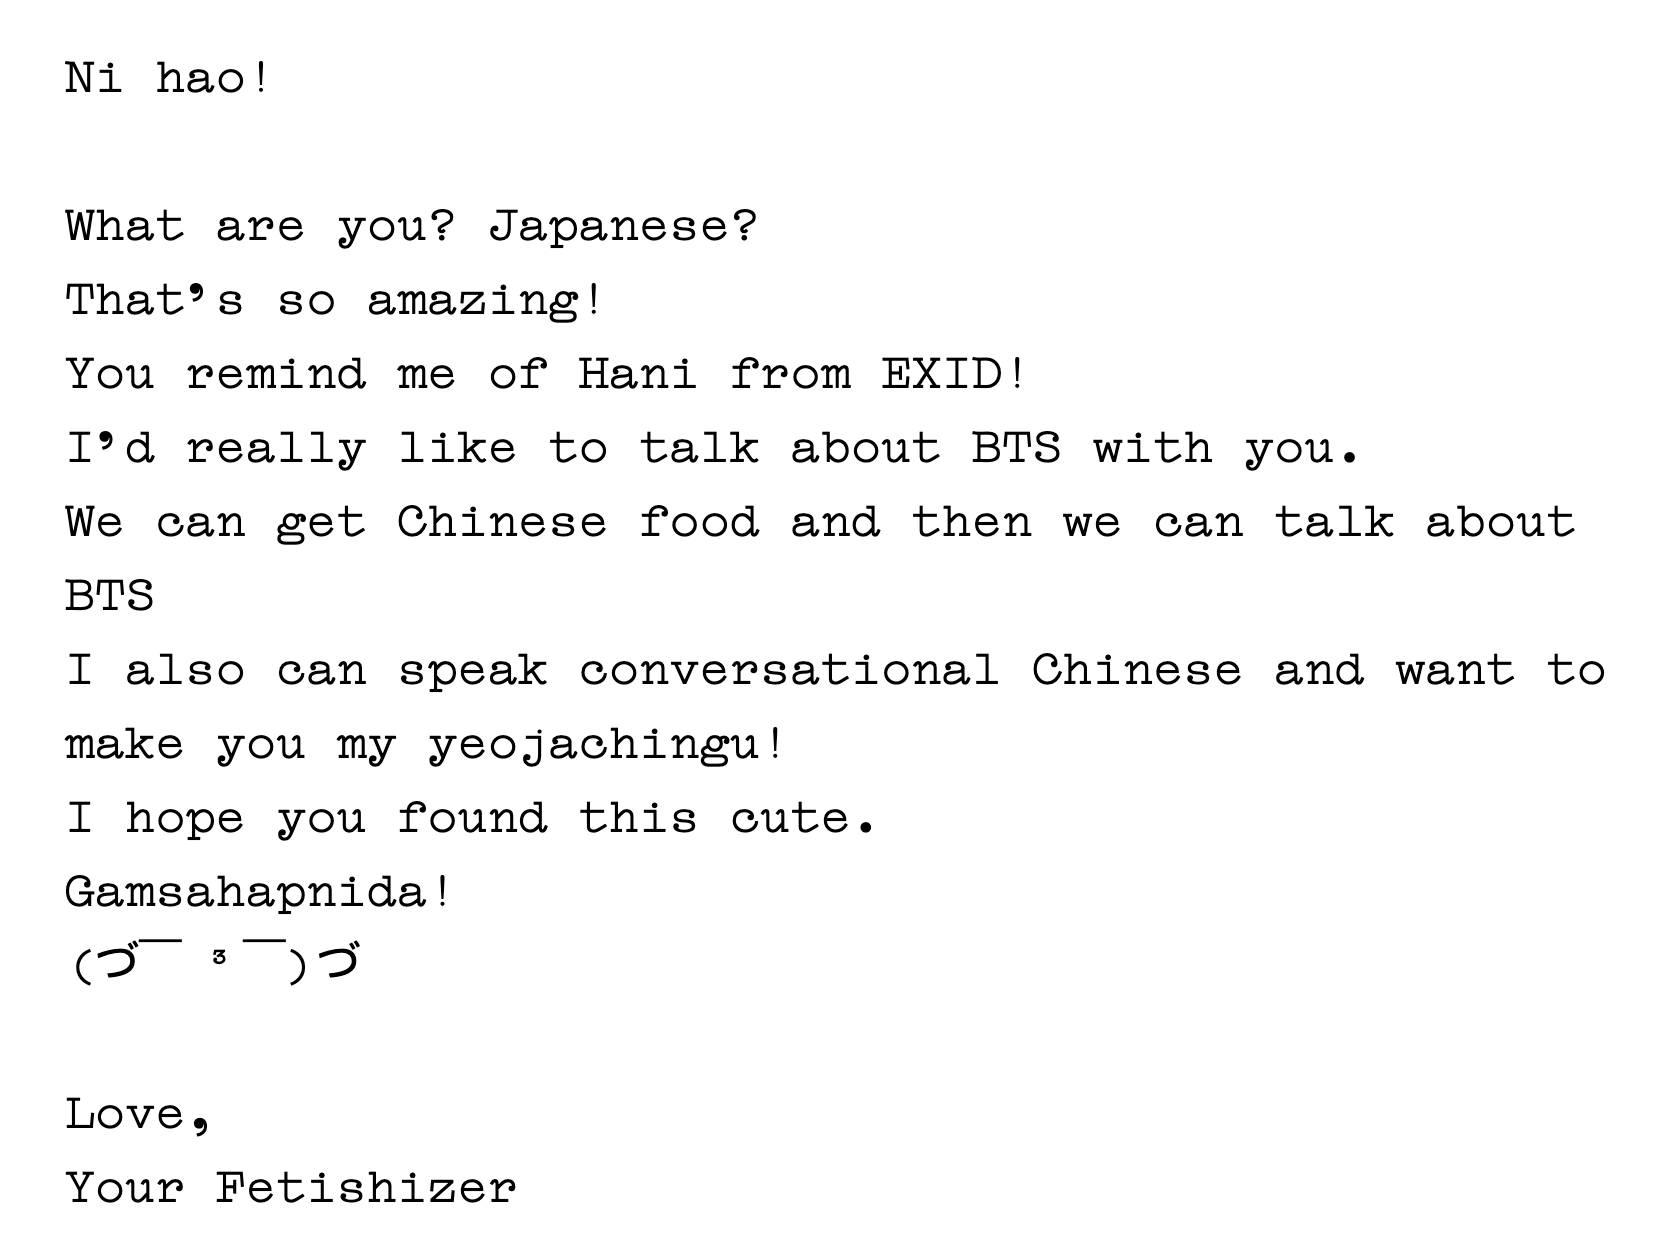 Ni hao!
What are you? Japanese?
That’s so amazing!
You remind me of Hani from EXID!
I’d really like to talk about BTS with you.
We can get Chinese food and then we can talk about
BTS
I also can speak conversational Chinese and want to
make you my yeojachingu!
I hope you found this cute.
Gamsahapnida!
(づ￣ ³￣)づ
Love,
Your Fetishizer